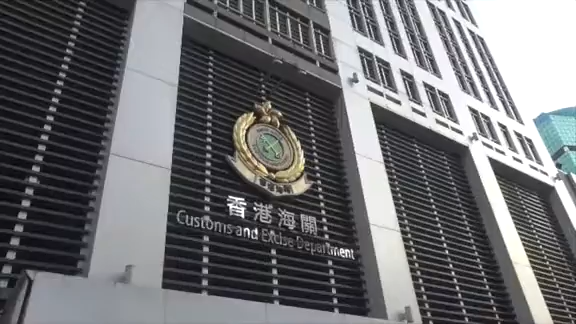 香港海關
Customs and Excise Department